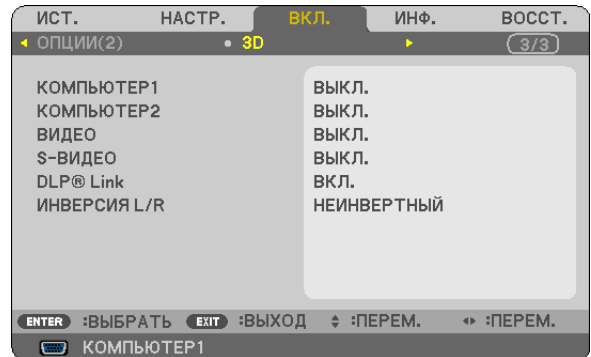 ИСТ. НАСТР. ВКЛ. ИНФ. ВОССТ.
ОПЦИИ(2) 3D 3/3
КОМПЬЮТЕР1 ВЫКЛ.
КОМПЬЮТЕР2 ВЫКЛ.
ВИДЕО ВЫКЛ.
S-ВИДЕО ВЫКЛ.
DLP® Link ВКЛ.
ИНВЕРСИЯ L/R НЕИНВЕРТНЫЙ
ENTER :ВЫБРАТЬ EXIT :ВЫХОД :ПЕРЕМ. :ПЕРЕМ.
КОМПЬЮТЕР1